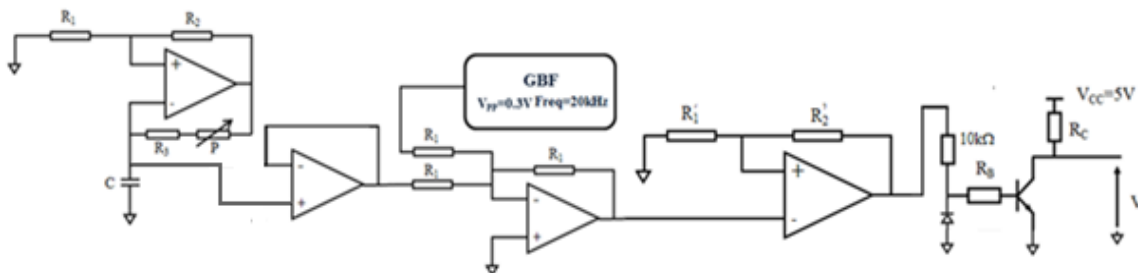 R1
R2
+
-
R3
P
C
-
+
GBF
Vpp=0.3V Freq=20kHz
R1
R1
R1
-
+
R1'
R2'
+
-
10kΩ
RB
VCC=5V
RC
V